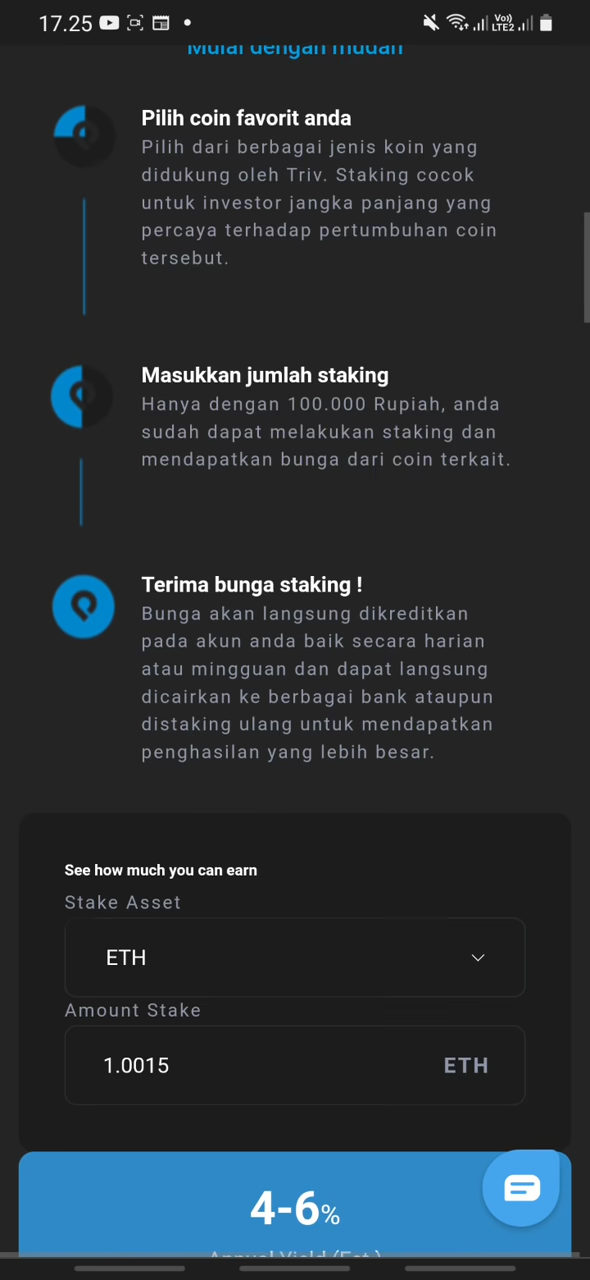 17.25
Vo))
LTE2
Mulai dengan mudah
Pilih coin favorit anda
Pilih dari berbagai jenis koin yang
didukung oleh Triv. Staking cocok
untuk investor jangka panjang yang
percaya terhadap pertumbuhan coin
tersebut.
Masukkan jumlah staking
Hanya dengan 100.000 Rupiah, anda
sudah dapat melakukan staking dan
mendapatkan bunga dari coin terkait.
Terima bunga staking !
Bunga akan langsung dikreditkan
pada akun anda baik secara harian
atau mingguan dan dapat langsung
dicairkan ke berbagai bank ataupun
distaking ulang untuk mendapatkan
penghasilan yang lebih besar.
See how much you can earn
Stake Asset
ETH
Amount Stake
1.0015 ETH
4-6%
Annual Yield (Est.)